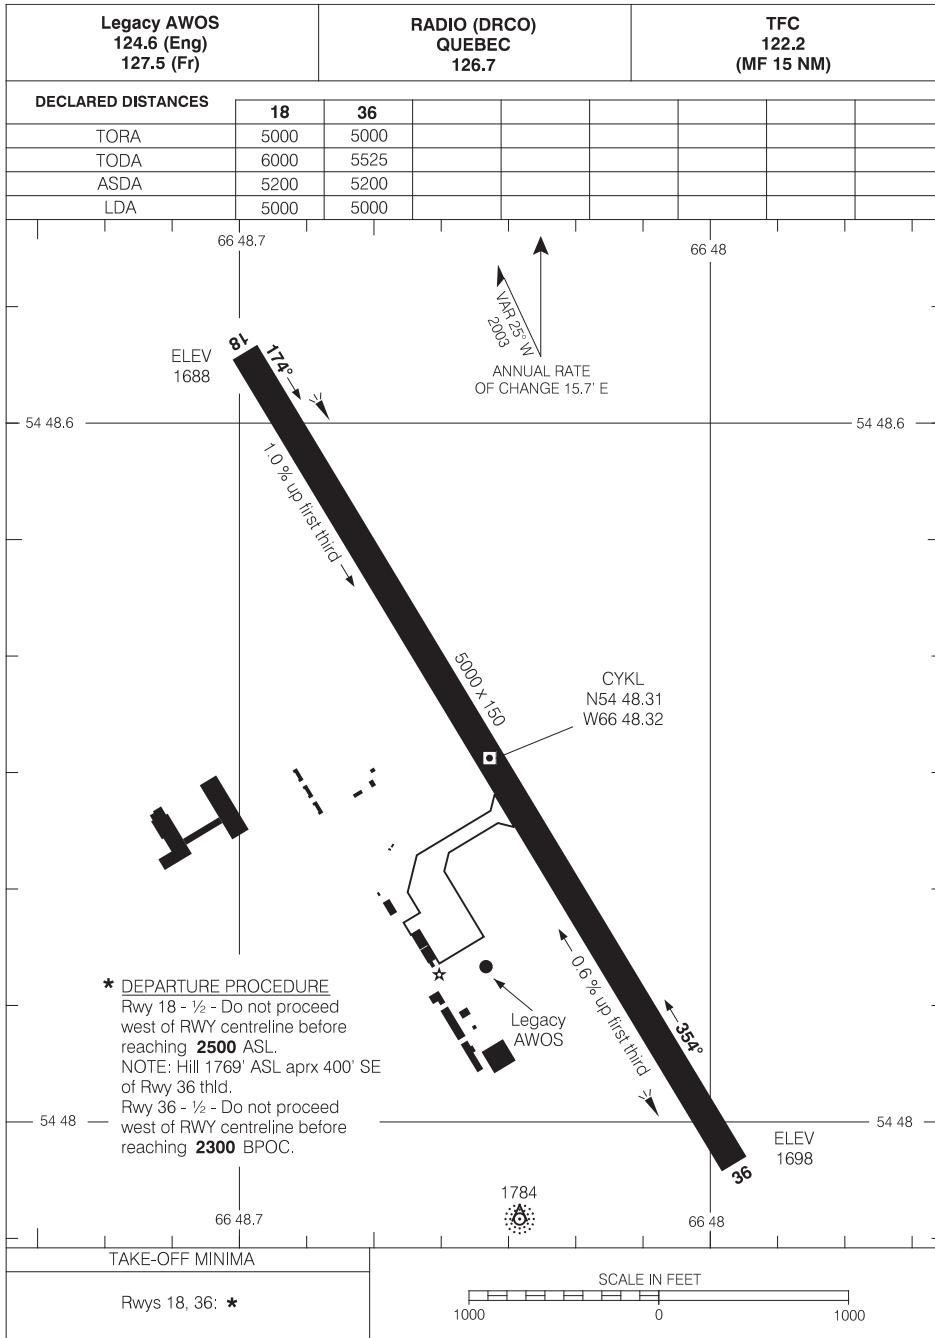 Legacy AWOS
124.6 (Eng)
127.5 (Fr)
RADIO (DRCO)
QUEBEC
126.7
TFC
122.2
(MF 15 NM)
DECLARED DISTANCES
18 36
TORA 5000 5000
TODA 6000 5525
ASDA 5200 5200
LDA 5000 5000
66 48.7
66 48
VAR 25° W
2003
ANNUAL RATE
OF CHANGE 15.7' E
18
174°
ELEV
1688
54 48.6
54 48.6
1.0 % up first third
5000 x 150
CYKL
N54 48.31
W66 48.32
* DEPARTURE PROCEDURE
Rwy 18 - ½ - Do not proceed
west of RWY centreline before
reaching 2500 ASL.
NOTE: Hill 1769' ASL aprx 400' SE
of Rwy 36 thld.
Rwy 36 - ½ - Do not proceed
west of RWY centreline before
reaching 2300 BPOC.
Legacy
AWOS
0.6 % up first third
354°
54 48
54 48
ELEV
1698
36
1784
66 48.7
66 48
TAKE-OFF MINIMA
Rwys 18, 36: *
SCALE IN FEET
1000 0 1000